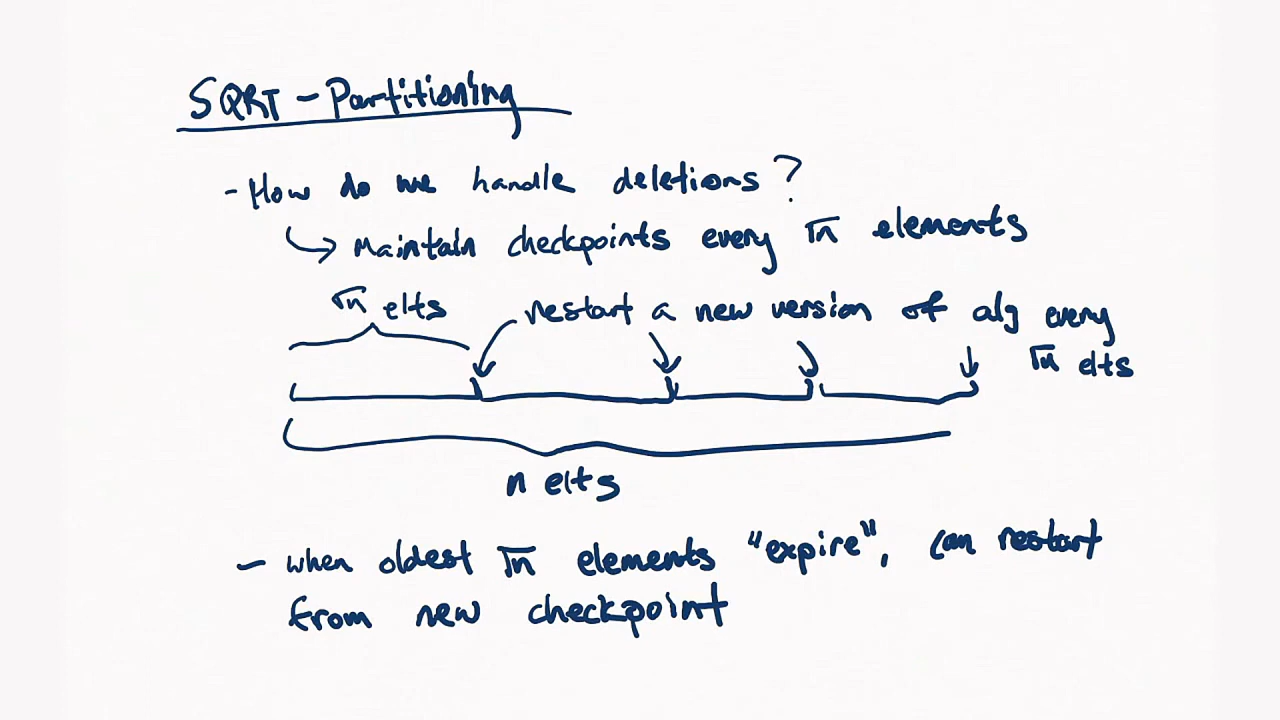 SQRT - Partitioning
- How do we handle deletions?
↳ Maintain checkpoints every √n elements
√n elts
restart a new version of alg every
√n elts
n elts
- when oldest √n elements "expire", can restart
from new checkpoint